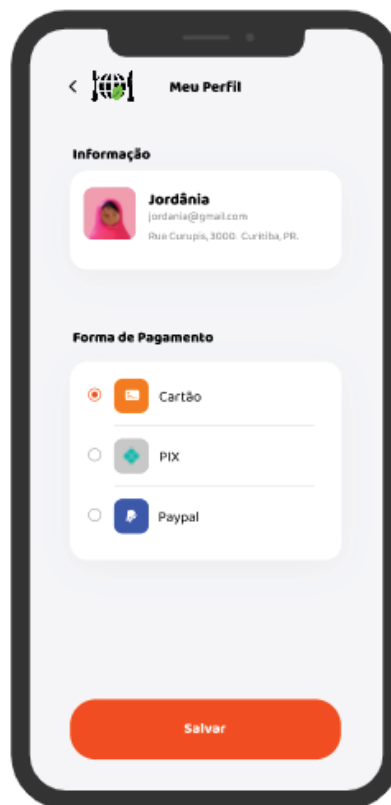 Meu Perfil
Informação
Jordânia
jordania@gmail.com
Rua Curupis, 3000. Curitiba, PR.
Forma de Pagamento
Cartão
PIX
Paypal
Salvar